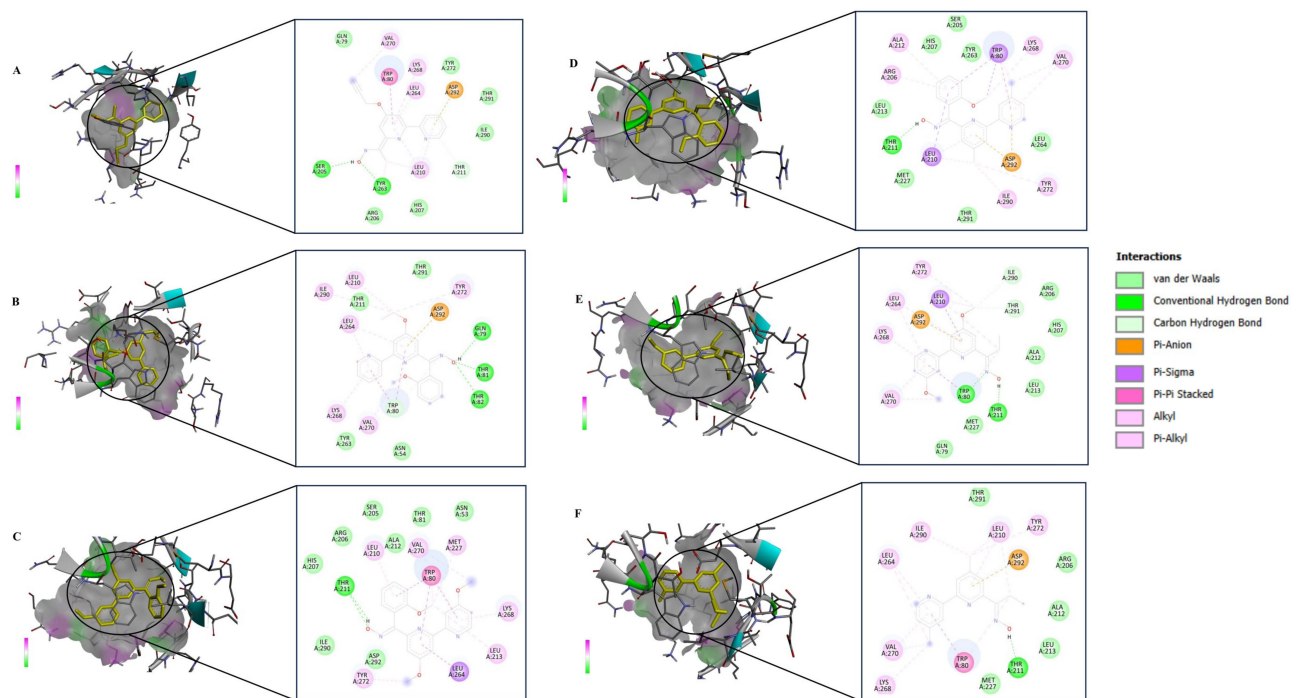 A
GLN
A:79
VAL
A:270
LYS
A:268
TYR
A:272
TRP
A:80
LEU
A:264
ASP
A:292
THR
A:291
ILE
A:290
THR
A:211
LEU
A:210
SER
A:205
H
O
N
O
TYR
A:263
ARG
A:206
HIS
A:207
B
THR
A:291
LEU
A:210
ILE
A:290
THR
A:211
TYR
A:272
ASP
A:292
LEU
A:264
GLN
A:79
THR
A:81
THR
A:82
TRP
A:80
LYS
A:268
VAL
A:270
TYR
A:263
ASN
A:54
C
SER
A:205
THR
A:81
ASN
A:53
ARG
A:206
LEU
A:210
ALA
A:212
VAL
A:270
MET
A:227
HIS
A:207
THR
A:211
TRP
A:80
LYS
A:268
ILE
A:290
ASP
A:292
LEU
A:213
LEU
A:264
TYR
A:272
D
SER
A:205
ALA
A:212
HIS
A:207
TYR
A:263
TRP
A:80
LYS
A:268
VAL
A:270
ARG
A:206
LEU
A:213
THR
A:211
LEU
A:264
LEU
A:210
ASP
A:292
MET
A:227
TYR
A:272
ILE
A:290
THR
A:291
E
TYR
A:272
ILE
A:290
LEU
A:264
LEU
A:210
ARG
A:206
ASP
A:292
THR
A:291
LYS
A:268
HIS
A:207
ALA
A:212
VAL
A:270
TRP
A:80
LEU
A:213
THR
A:211
MET
A:227
GLN
A:79
F
THR
A:291
ILE
A:290
LEU
A:210
TYR
A:272
LEU
A:264
ASP
A:292
ARG
A:206
ALA
A:212
VAL
A:270
LEU
A:213
TRP
A:80
THR
A:211
LYS
A:268
MET
A:227
Interactions
van der Waals
Conventional Hydrogen Bond
Carbon Hydrogen Bond
Pi-Anion
Pi-Sigma
Pi-Pi Stacked
Alkyl
Pi-Alkyl